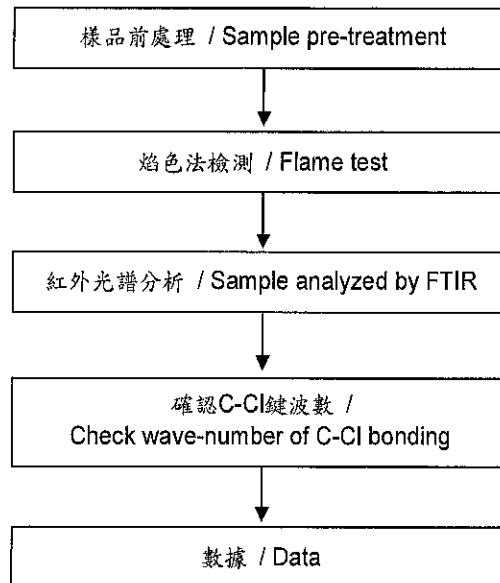 樣品前處理 / Sample pre-treatment
焰色法檢測 / Flame test
紅外光譜分析 / Sample analyzed by FTIR
確認C-Cl鍵波數 /
Check wave-number of C-Cl bonding
數據 / Data